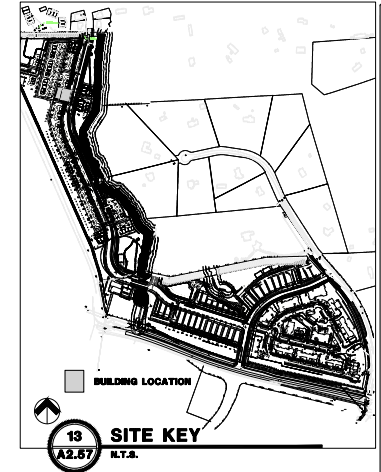 BUILDING LOCATION
13
SITE KEY
A2.57
N.T.S.